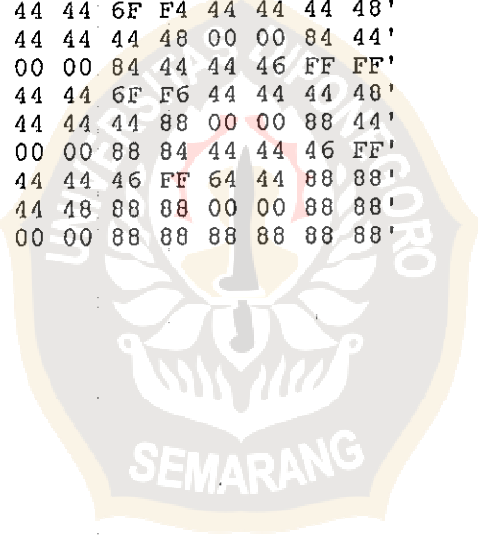 44 44 6F F4 44 44 44 48'
44 44 44 48 00 00 84 44'
00 00 84 44 44 46 FF FF'
44 44 6F F6 44 44 44 48'
44 44 44 88 00 00 88 44'
00 00 88 84 44 44 46 FF'
44 44 46 FF 64 44 88 88'
44 48 88 88 00 00 88 88'
00 00 88 88 88 88 88 88'
UNIVERSITAS DIPONEGORO
SEMARANG